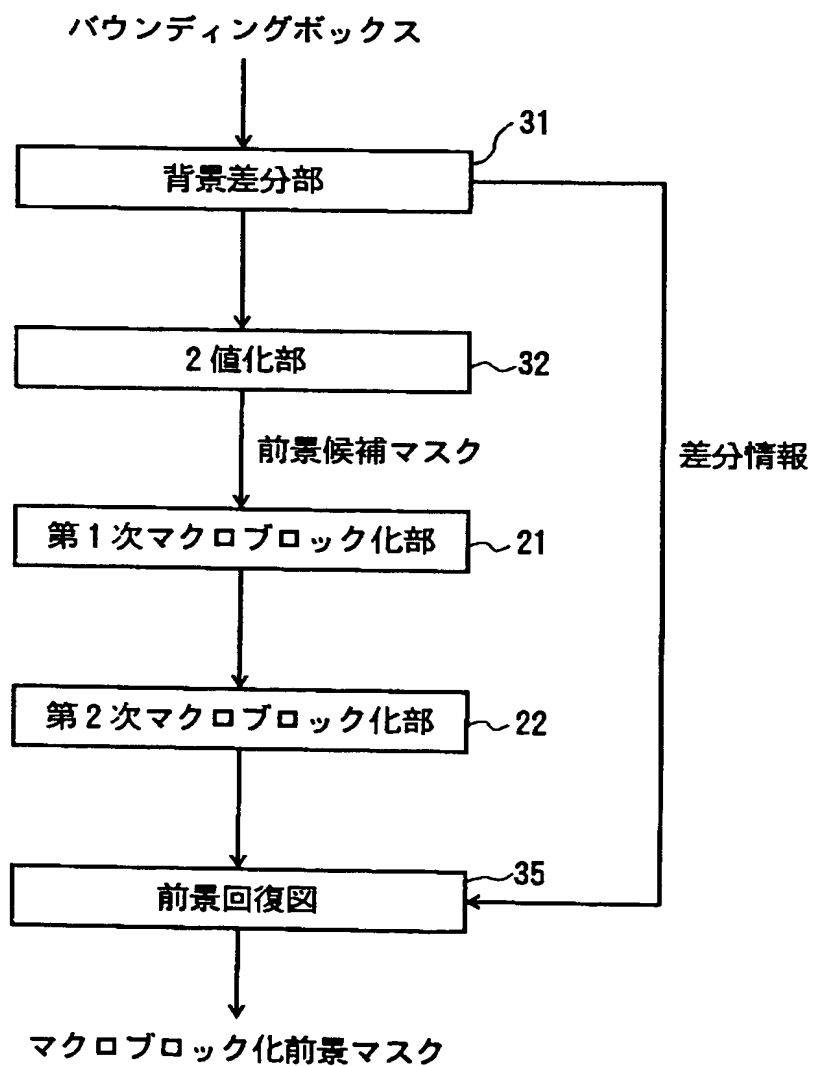 バウンディングボックス
31
背景差分部
2値化部
32
前景候補マスク
差分情報
第1次マクロブロック化部
21
第2次マクロブロック化部
22
35
前景回復図
マクロブロック化前景マスク